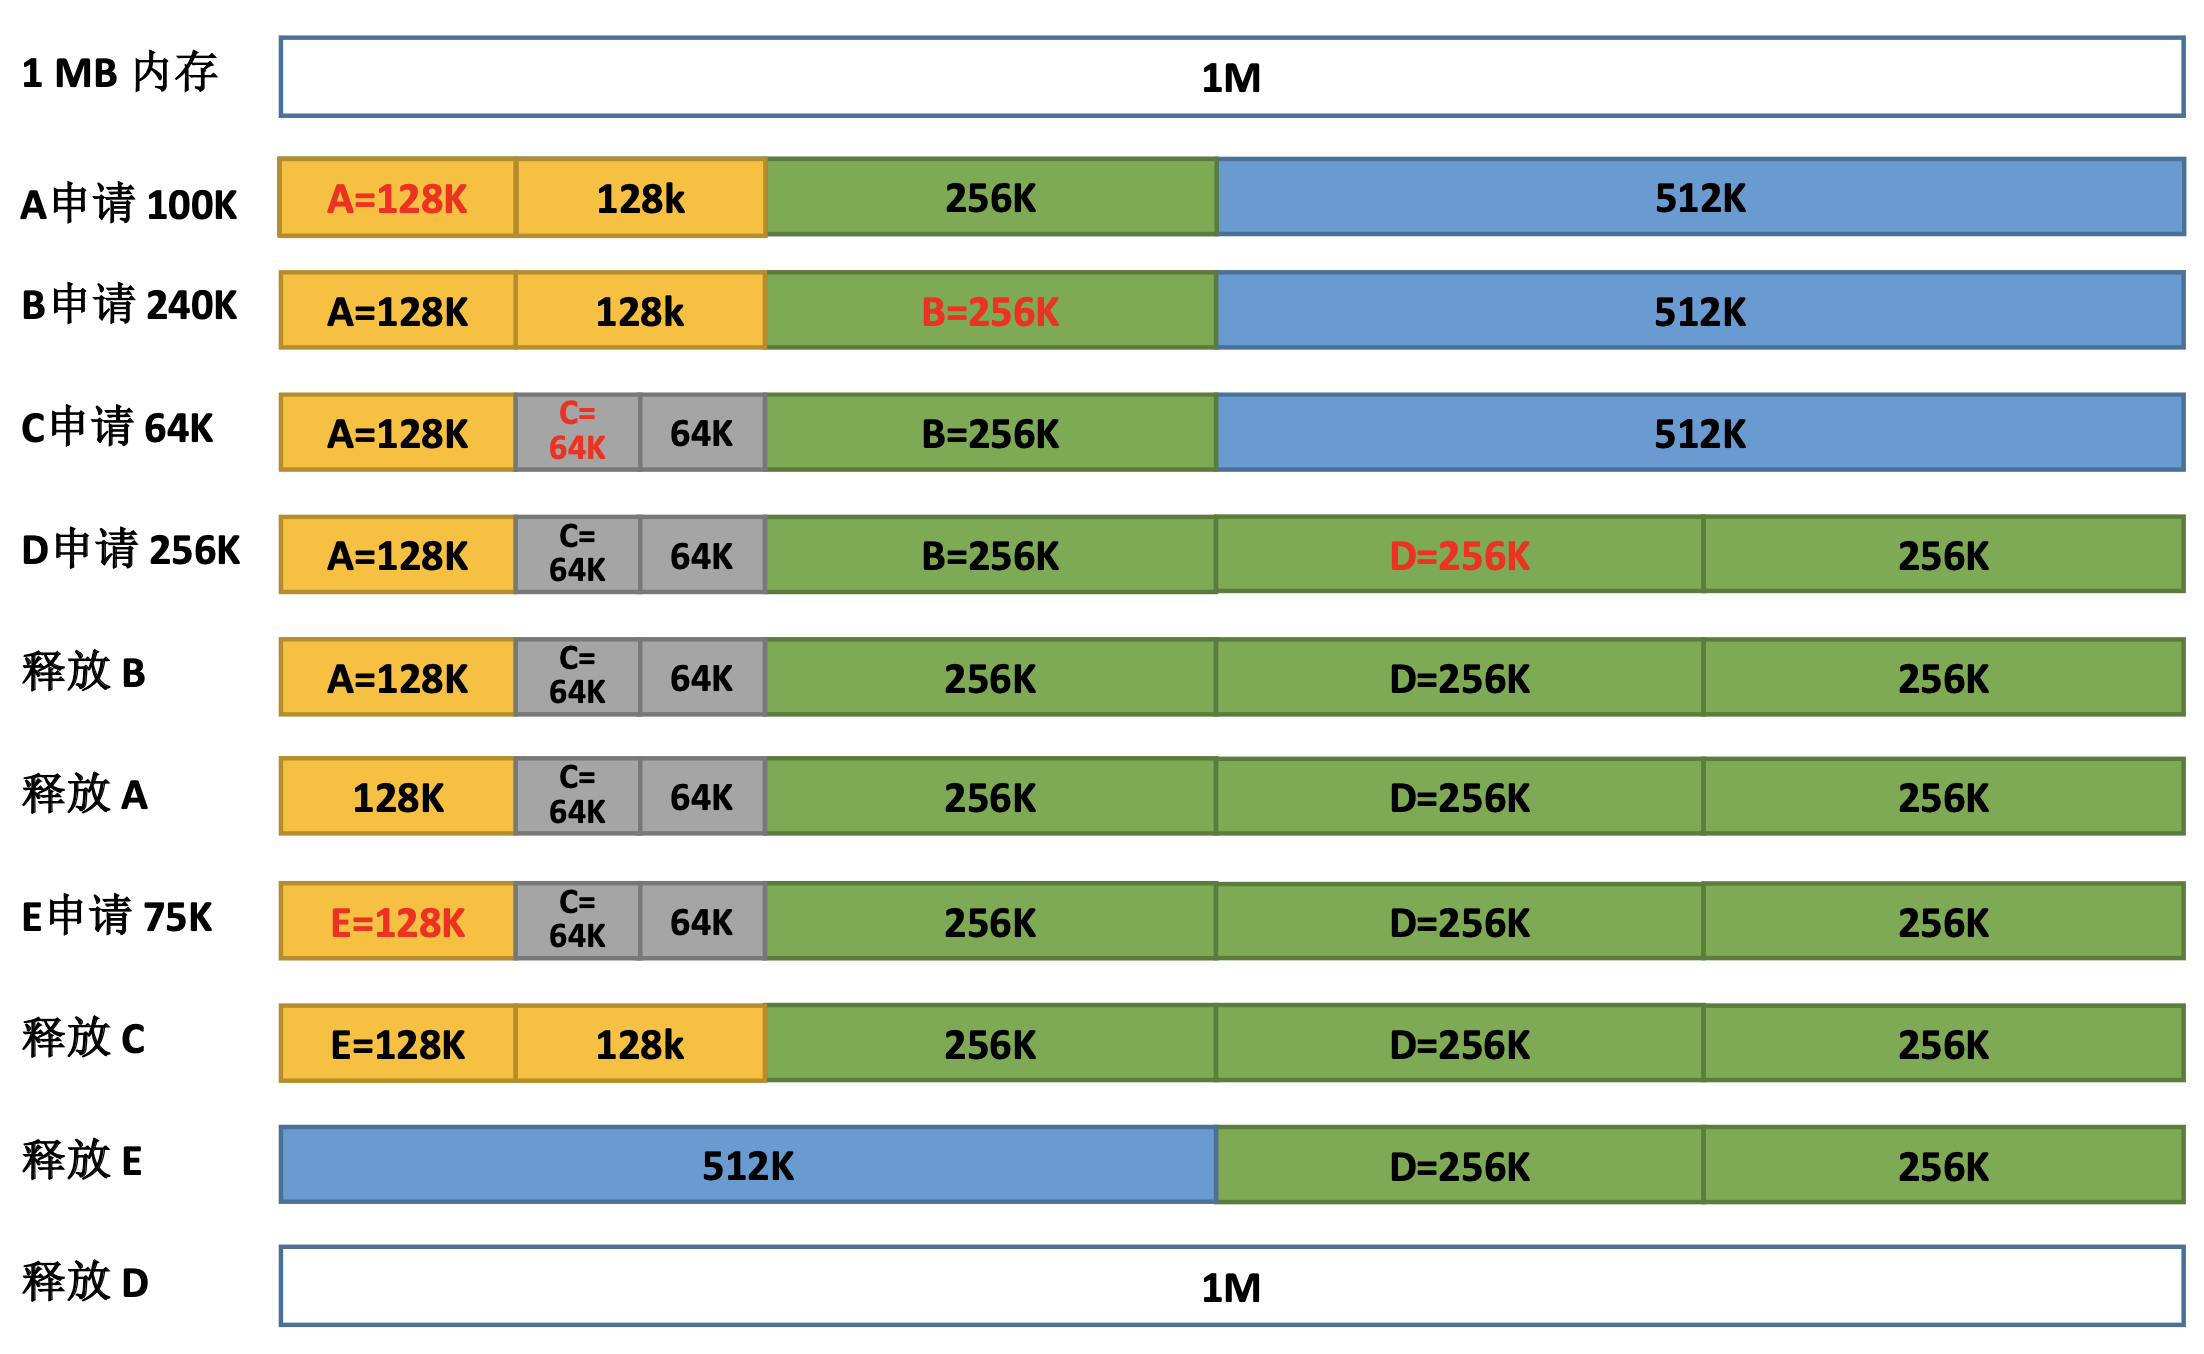 1 MB 内存
1M
A申请 100K
A=128K 128k 256K 512K
B申请 240K
A=128K 128k B=256K 512K
C申请 64K
A=128K C= 64K 64K B=256K 512K
D申请 256K
A=128K C= 64K 64K B=256K D=256K 256K
释放 B
A=128K C= 64K 64K 256K D=256K 256K
释放 A
128K C= 64K 64K 256K D=256K 256K
E申请 75K
E=128K C= 64K 64K 256K D=256K 256K
释放 C
E=128K 128k 256K D=256K 256K
释放 E
512K D=256K 256K
释放 D
1M